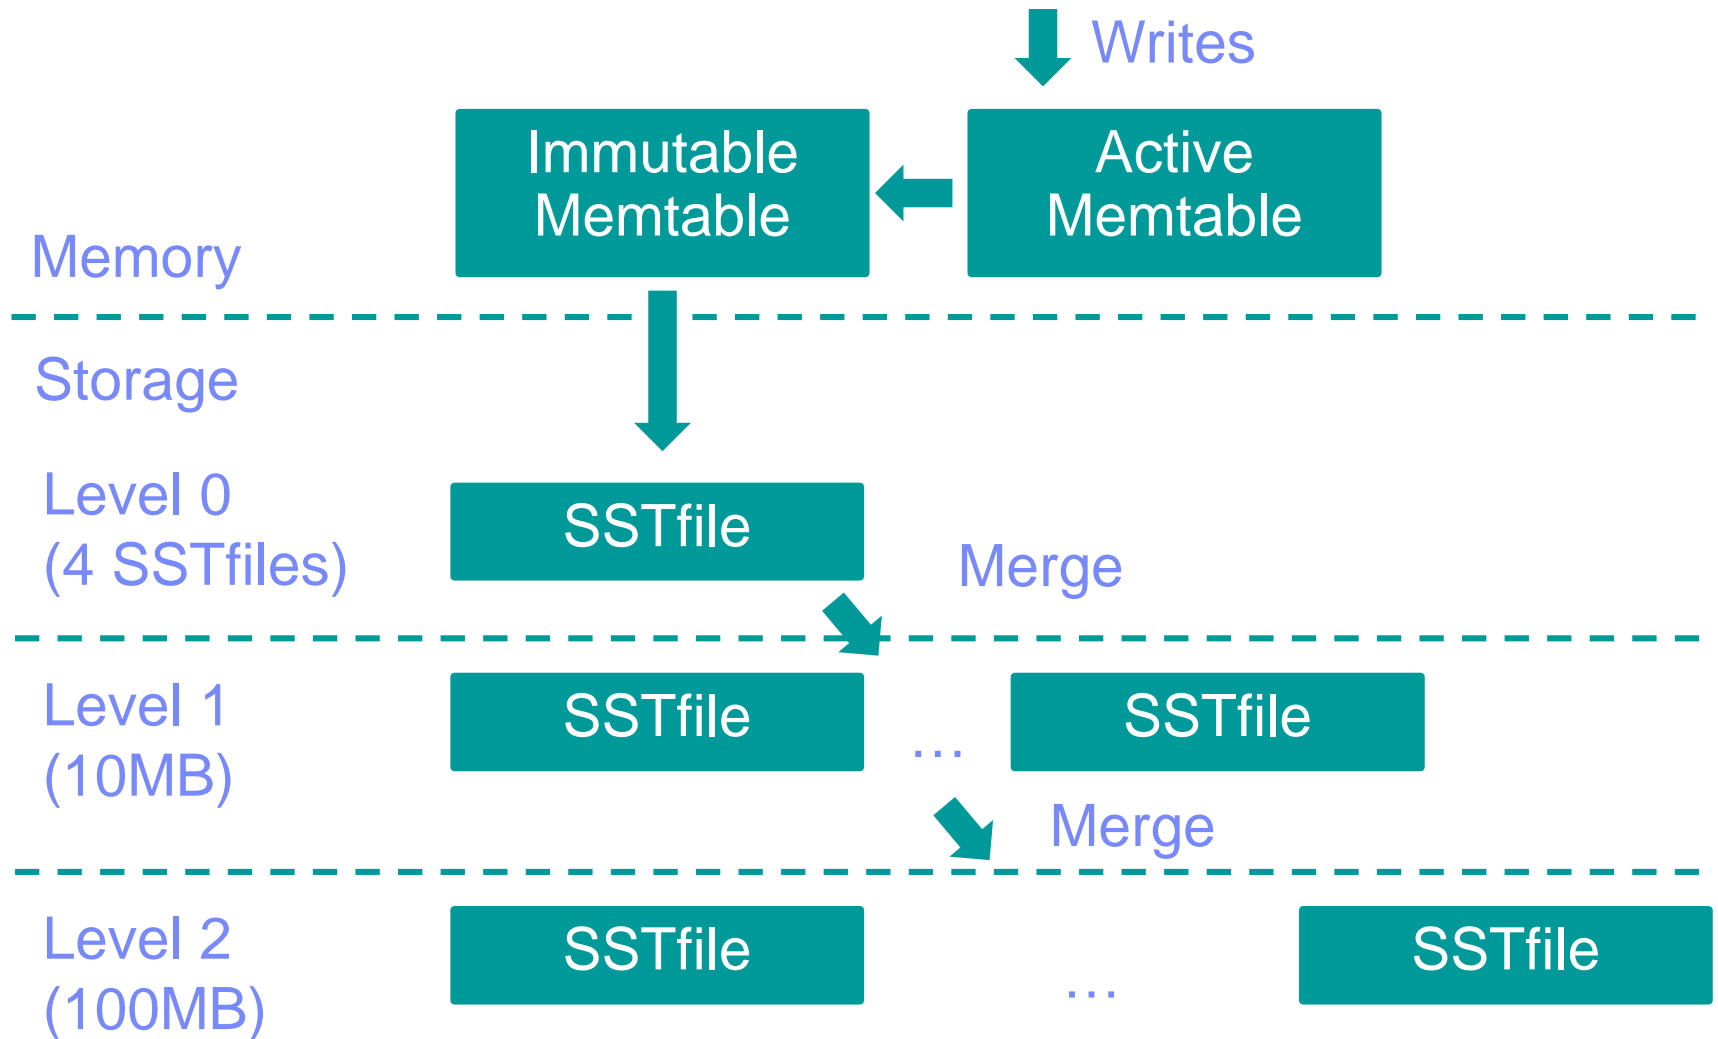 Writes
Immutable
Memtable
Active
Memtable
Memory
Storage
Level 0
(4 SSTfiles)
SSTfile
Merge
Level 1
(10MB)
SSTfile
…
SSTfile
Merge
Level 2
(100MB)
SSTfile
…
SSTfile